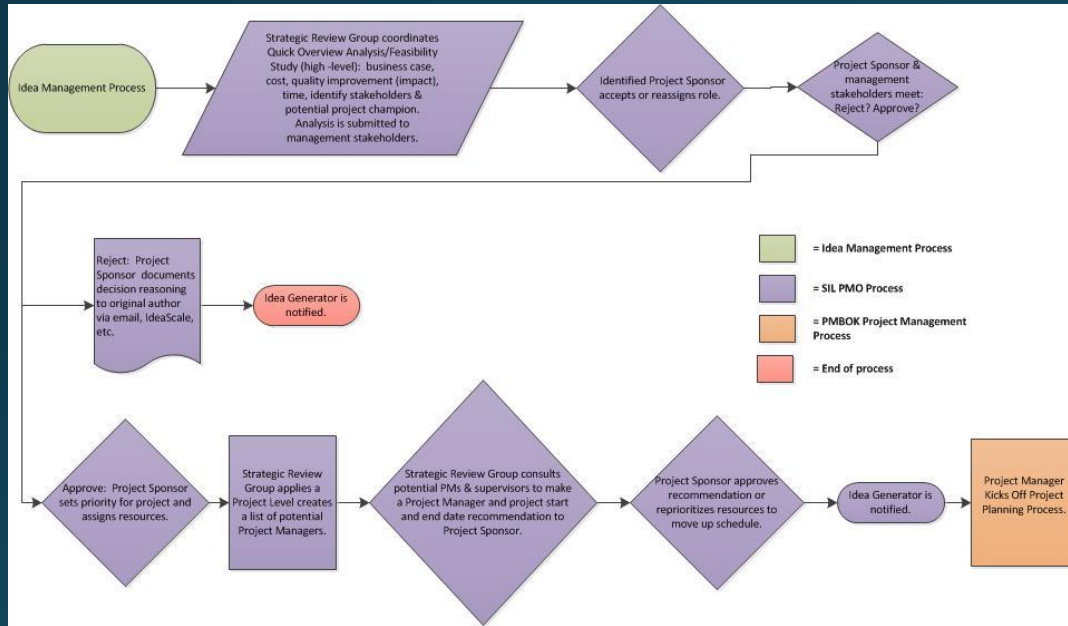 Idea Management Process
Strategic Review Group coordinates
Quick Overview Analysis/Feasibility
Study (high -level):  business case,
cost, quality improvement (impact),
time, identify stakeholders &
potential project champion.
Analysis is submitted to
management stakeholders.
Identified Project Sponsor
accepts or reassigns role.
Project Sponsor &
management
stakeholders meet:
Reject? Approve?
Reject:  Project
Sponsor  documents
decision reasoning
to original author
via email, IdeaScale,
etc.
Idea Generator is
notified.
= Idea Management Process
= SIL PMO Process
= PMBOK Project Management
Process
= End of process
Approve:  Project Sponsor
sets priority for project and
assigns resources.
Strategic Review
Group applies a
Project Level creates
a list of potential
Project Managers.
Strategic Review Group consults
potential PMs & supervisors to make
a Project Manager and project start
and end date recommendation to
Project Sponsor.
Project Sponsor approves
recommendation or
reprioritizes resources to
move up schedule.
Idea Generator is
notified.
Project Manager
Kicks Off Project
Planning Process.